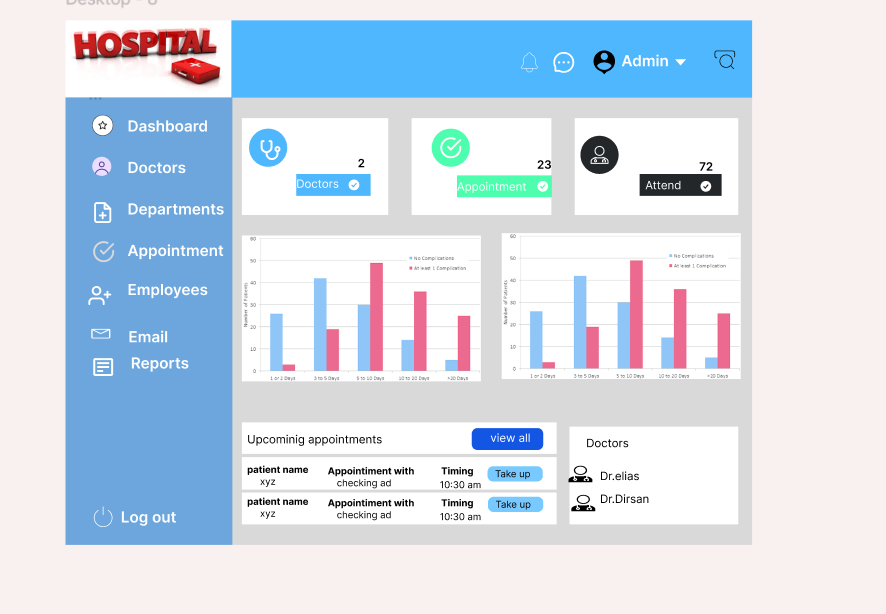 Desktop - 8
HOSPITAL
Admin
Dashboard
Doctors
Departments
Appointment
Employees
Email
Reports
Log out
2
Doctors
23
Appointment
72
Attend
60
50
40
30
20
10
0
Number of Patients
No Complications
At least 1 Complication
1 or 2 Days
3 to 5 Days
5 to 10 Days
10 to 20 Days
>20 Days
60
50
40
30
20
10
0
Number of Patients
No Complications
At least 1 Complication
1 or 2 Days
3 to 5 Days
5 to 10 Days
10 to 20 Days
>20 Days
Upcominig appointments
view all
patient name Appointiment with Timing
xyz checking ad 10:30 am
Take up
patient name Appointiment with Timing
xyz checking ad 10:30 am
Take up
Doctors
Dr.elias
Dr.Dirsan